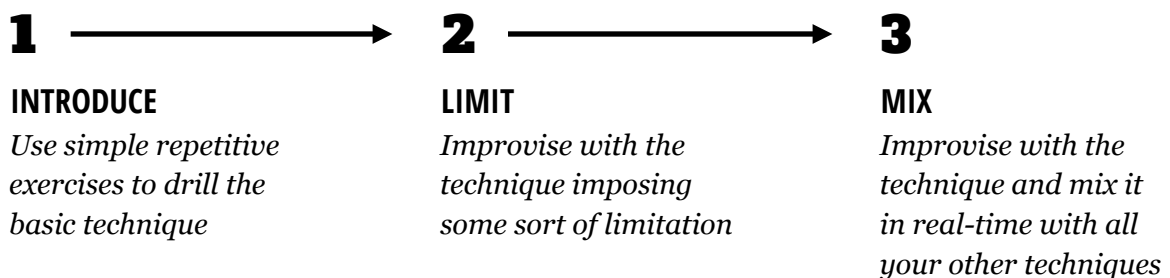 1
INTRODUCE
Use simple repetitive
exercises to drill the
basic technique
2
LIMIT
Improvise with the
technique imposing
some sort of limitation
3
MIX
Improvise with the
technique and mix it
in real-time with all
your other techniques